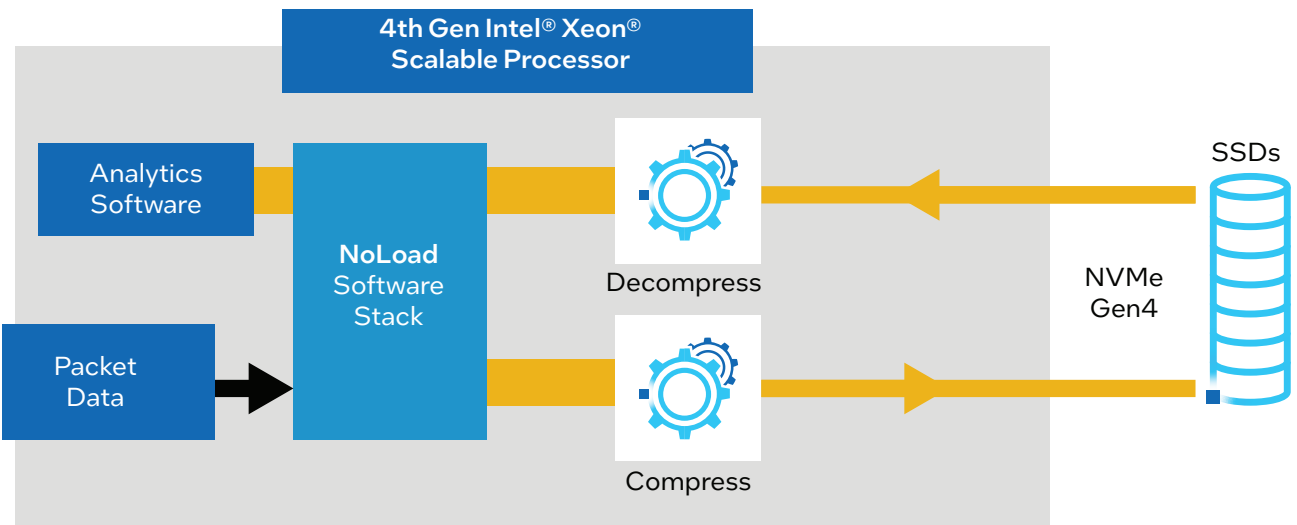 4th Gen Intel® Xeon®
Scalable Processor
Analytics
Software
NoLoad
Software
Stack
Packet
Data
Decompress
Compress
SSDs
NVMe
Gen4